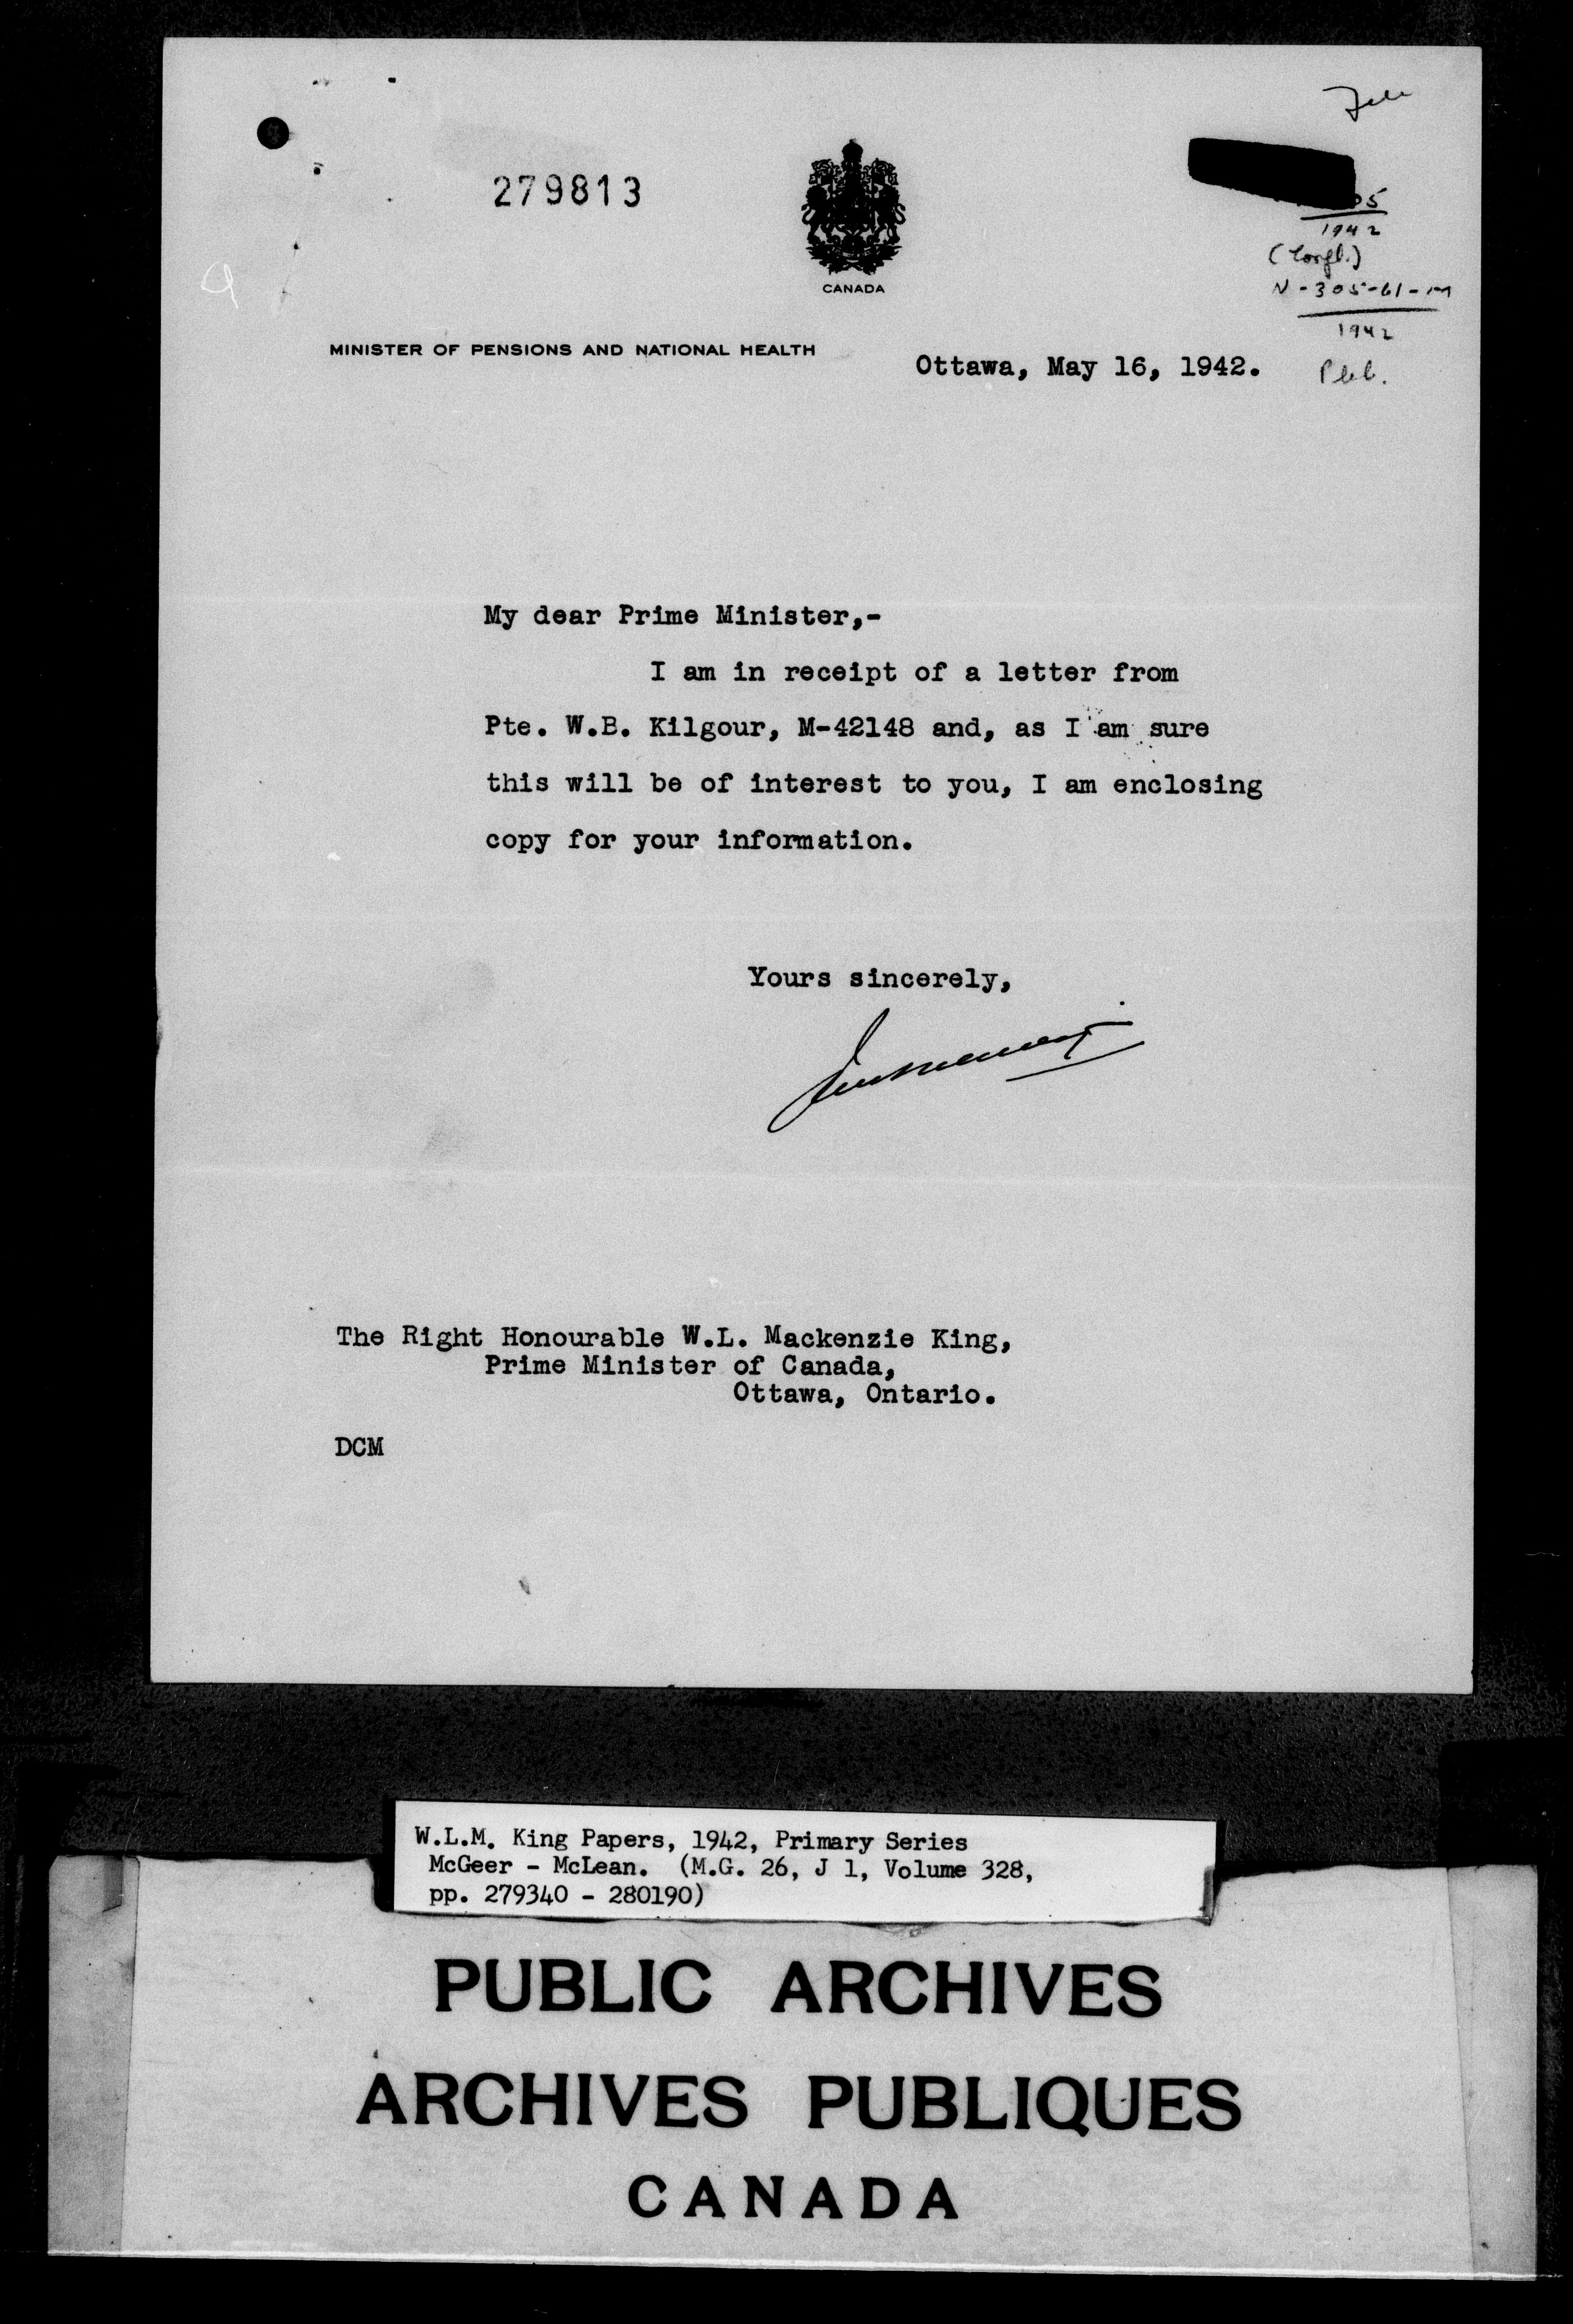 279813
1942
N-305-61-M
1942
CANADA
MINISTER OF PENSIONS AND NATIONAL HEALTH
Ottawa, May 16, 1942.
My dear Prime Minister,-
I am in receipt of a letter from
Pte. W.B. Kilgour, M-42148 and, as I am sure
this will be of interest to you, I am enclosing
copy for your information.
Yours sincerely,
The Right Honourable W.L. Mackenzie King,
Prime Minister of Canada,
Ottawa, Ontario.
DCM
W.L.M. King Papers, 1942, Primary Series
McGeer - McLean. (M.G. 26, J 1, Volume 328,
pp. 279340 - 280190)
PUBLIC ARCHIVES
ARCHIVES PUBLIQUES
CANADA